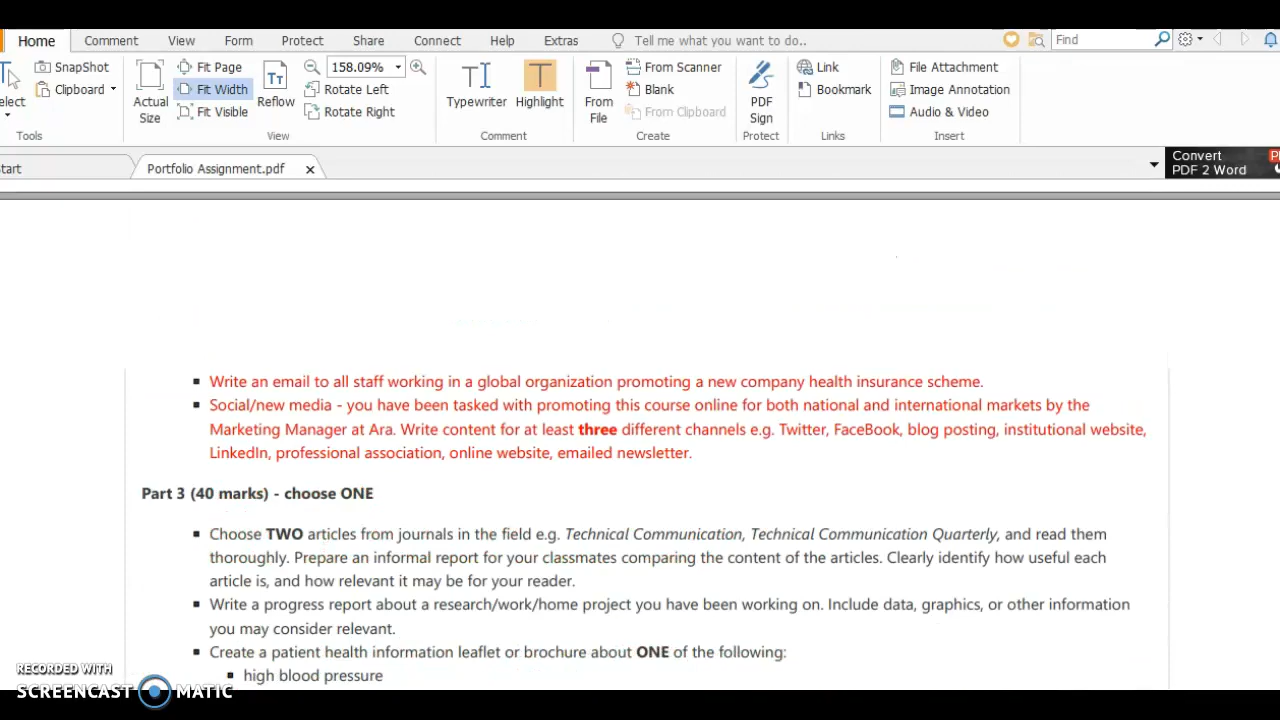 Home Comment View Form Protect Share Connect Help Extras Tell me what you want to do.. Find
SnapShot Fit Page 158.09% From Scanner Link File Attachment
Select Clipboard Actual Size Fit Width Reflow Rotate Left Typewriter Highlight From File Blank PDF Sign Bookmark Image Annotation
Fit Visible Rotate Right From Clipboard Audio & Video
Tools View Comment Create Protect Links Insert
Start Portfolio Assignment.pdf x Convert
PDF 2 Word
▪ Write an email to all staff working in a global organization promoting a new company health insurance scheme.
▪ Social/new media - you have been tasked with promoting this course online for both national and international markets by the
Marketing Manager at Ara. Write content for at least three different channels e.g. Twitter, FaceBook, blog posting, institutional website,
LinkedIn, professional association, online website, emailed newsletter.
Part 3 (40 marks) - choose ONE
▪ Choose TWO articles from journals in the field e.g. Technical Communication, Technical Communication Quarterly, and read them
thoroughly. Prepare an informal report for your classmates comparing the content of the articles. Clearly identify how useful each
article is, and how relevant it may be for your reader.
▪ Write a progress report about a research/work/home project you have been working on. Include data, graphics, or other information
you may consider relevant.
▪ Create a patient health information leaflet or brochure about ONE of the following:
▪ high blood pressure
RECORDED WITH
SCREENCAST MATIC